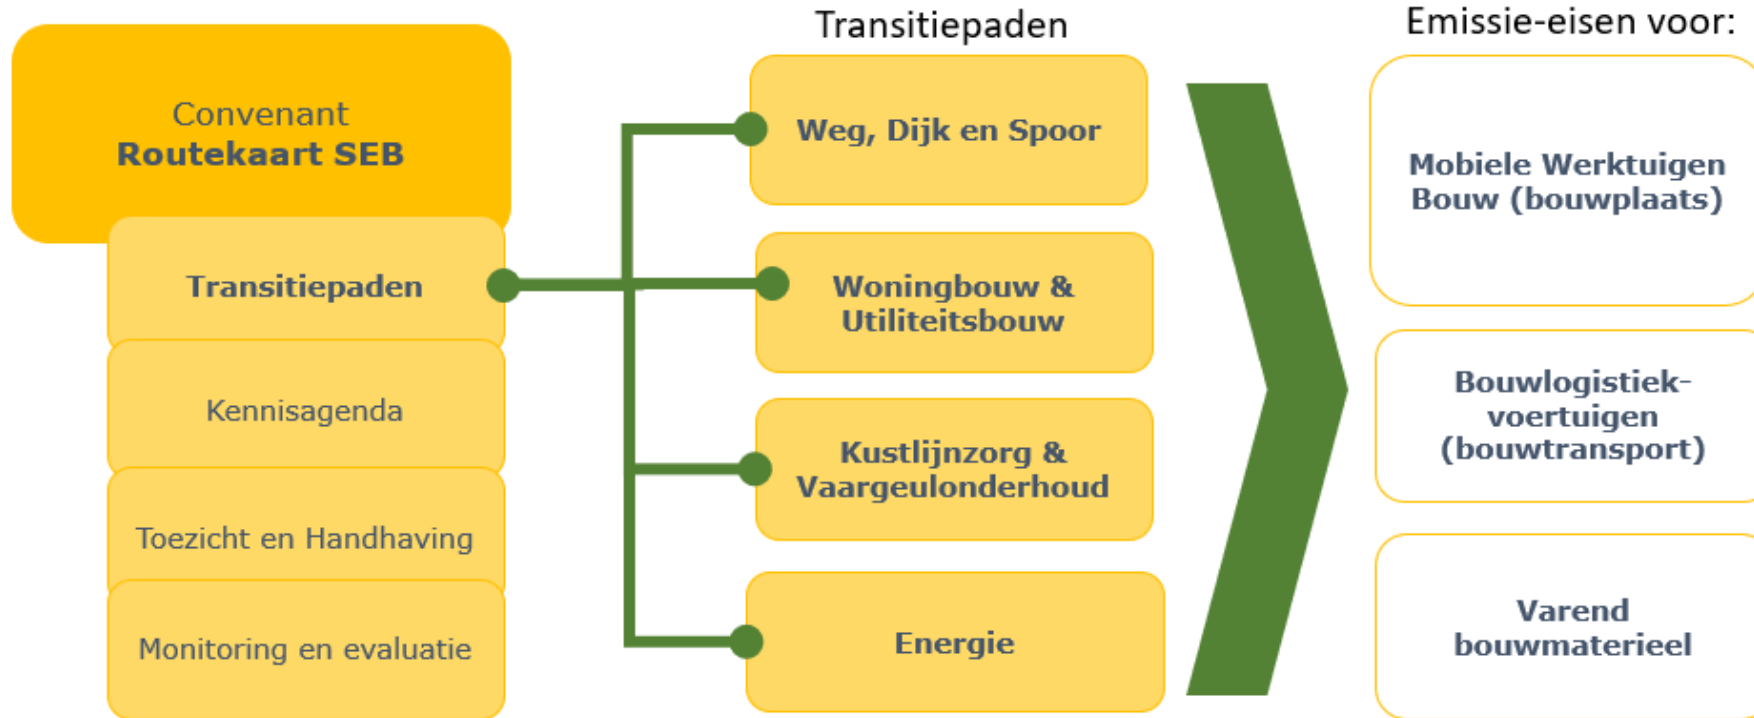 Convenant
Routekaart SEB
Transitiepaden
Kennisagenda
Toezicht en Handhaving
Monitoring en evaluatie
Transitiepaden
Weg, Dijk en Spoor
Woningbouw &
Utiliteitsbouw
Kustlijnzorg &
Vaargeulonderhoud
Energie
Emissie-eisen voor:
Mobiele Werktuigen
Bouw (bouwplaats)
Bouwlogistiek-
voertuigen
(bouwtransport)
Varend
bouwmaterieel